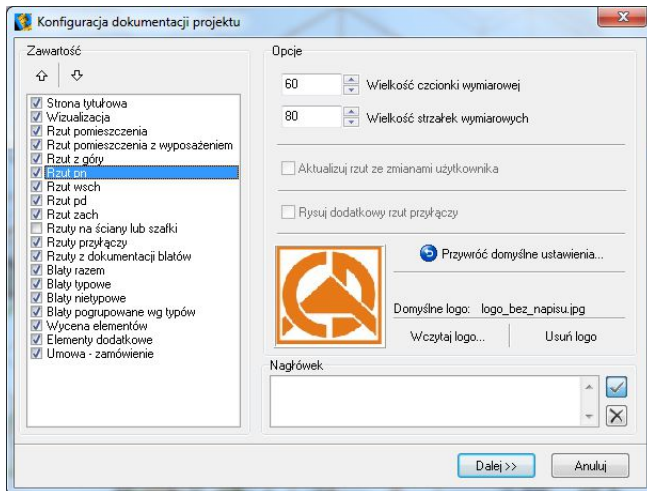 Konfiguracja dokumentacji projektu
Zawartość
Strona tytułowa
Wizualizacja
Rzut pomieszczenia
Rzut pomieszczenia z wyposażeniem
Rzut z góry
Rzut pn
Rzut wsch
Rzut pd
Rzut zach
Rzuty na ściany lub szafki
Rzuty przyłączy
Rzuty z dokumentacji blatów
Blaty razem
Blaty typowe
Blaty nietypowe
Blaty pogrupowane wg typów
Wycena elementów
Elementy dodatkowe
Umowa - zamówienie
Opcje
60 Wielkość czcionki wymiarowej
80 Wielkość strzałek wymiarowych
Aktualizuj rzut ze zmianami użytkownika
Rysuj dodatkowy rzut przyłączy
Przywróć domyślne ustawienia...
Domyślne logo: logo_bez_napisu.jpg
Wczytaj logo... Usuń logo
Nagłówek
Dalej >> Anuluj